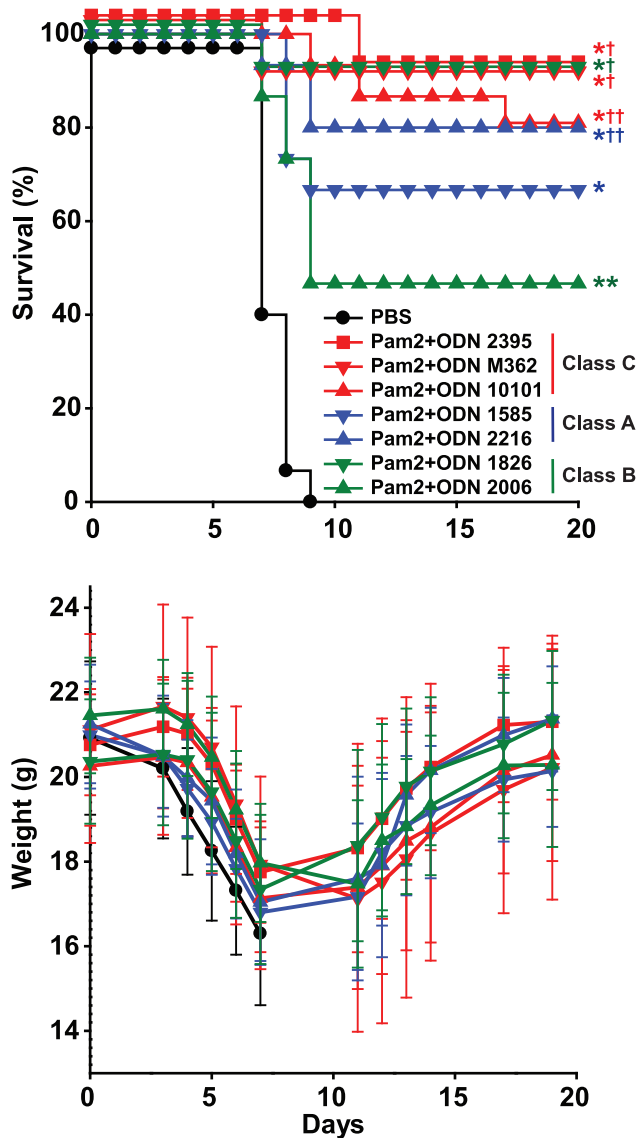 Survival (%)
100
80
60
40
20
0
*†
*†
*†
*††
*††
*
**
PBS
Pam2+ODN 2395
Pam2+ODN M362
Pam2+ODN 10101
Class C
Pam2+ODN 1585
Pam2+ODN 2216
Class A
Pam2+ODN 1826
Pam2+ODN 2006
Class B
0 5 10 15 20
Weight (g)
24
22
20
18
16
14
0 5 10 15 20
Days